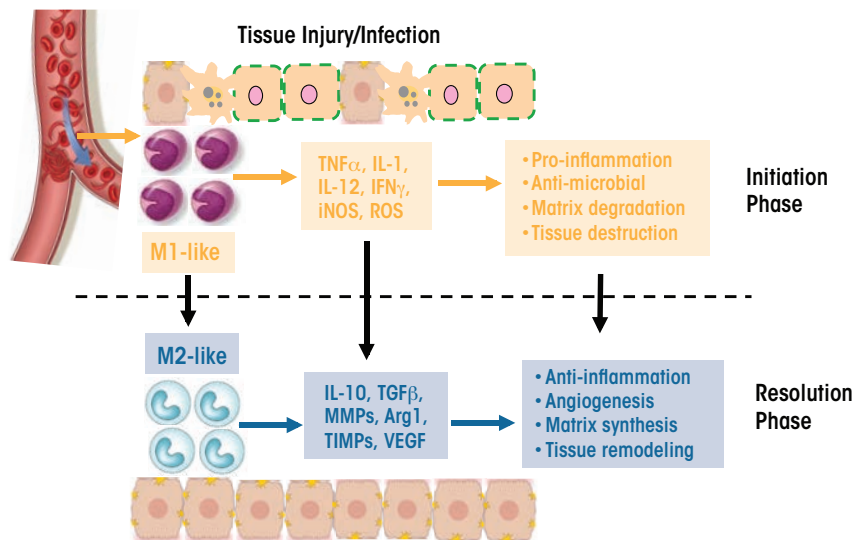 Tissue Injury/Infection
TNFα, IL-1,
IL-12, IFNγ,
iNOS, ROS
• Pro-inflammation
• Anti-microbial
• Matrix degradation
• Tissue destruction
Initiation
Phase
M1-like
M2-like
IL-10, TGFβ,
MMPs, Arg1,
TIMPs, VEGF
• Anti-inflammation
• Angiogenesis
• Matrix synthesis
• Tissue remodeling
Resolution
Phase